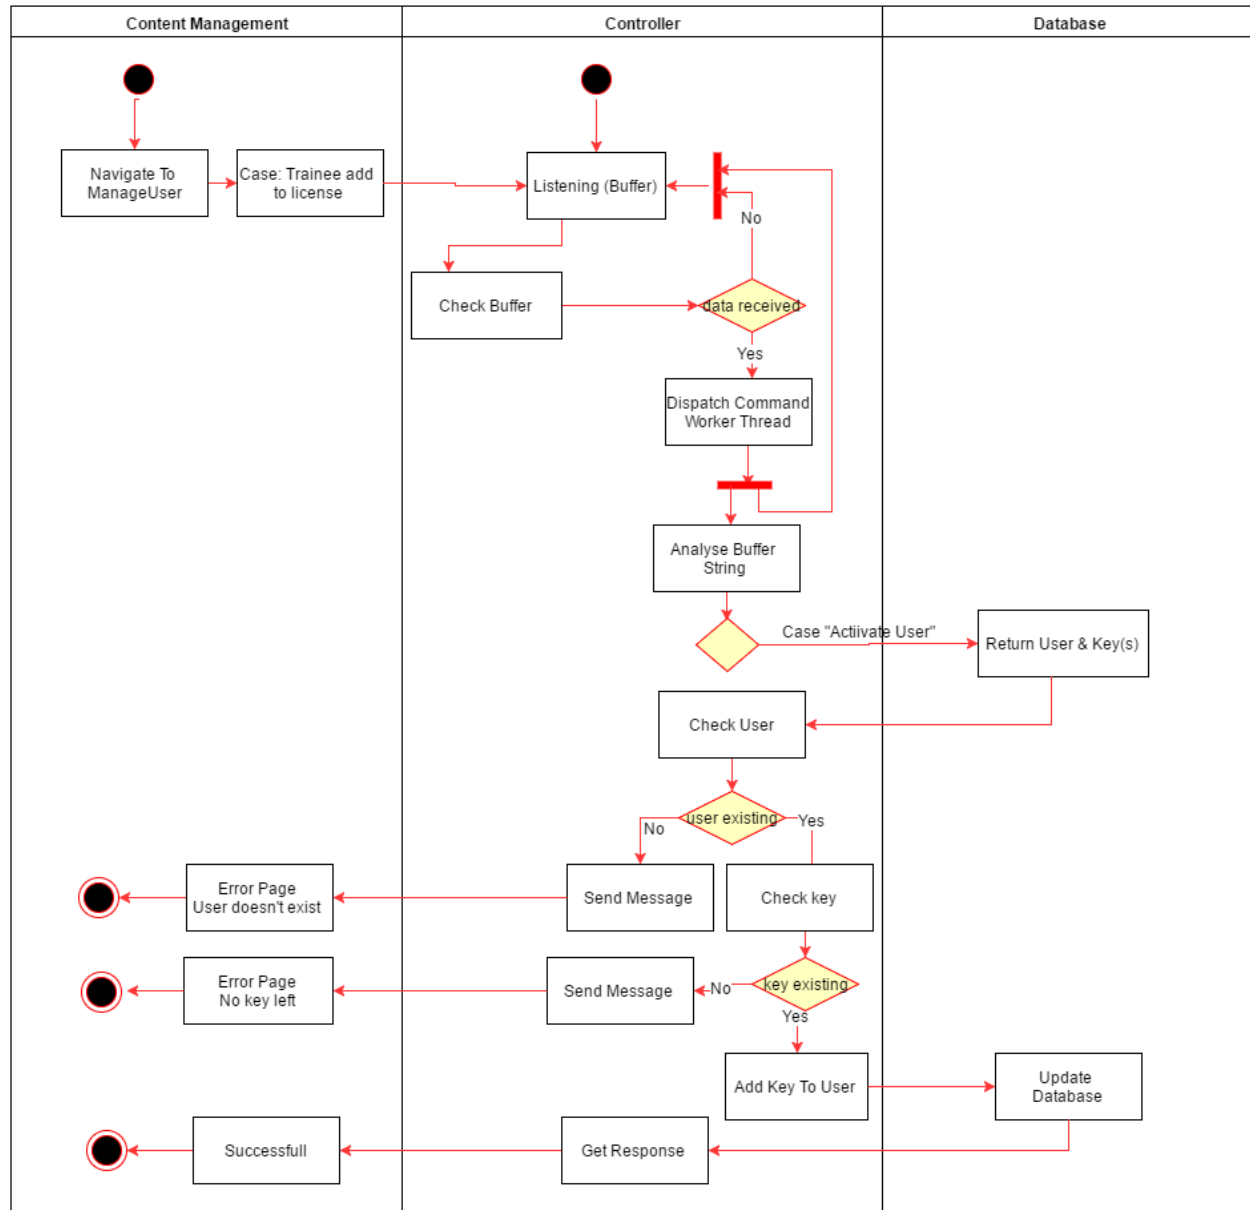 Content Management
Controller
Database
Navigate To
ManageUser
Case: Trainee add
to license
Listening (Buffer)
No
Check Buffer
data received
Yes
Dispatch Command
Worker Thread
Analyse Buffer
String
Case "Actiivate User"
Return User & Key(s)
Check User
user existing
No
Yes
Error Page
User doesn't exist
Send Message
Check key
Error Page
No key left
Send Message
No
key existing
Yes
Add Key To User
Update
Database
Successfull
Get Response